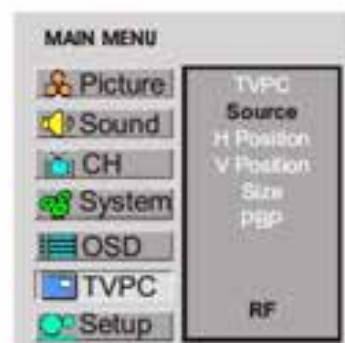 MAIN MENU
Picture
Sound
CH
System
OSD
TVPC
Setup
TVPC
Source
H Position
V Position
Size
PBP
RF